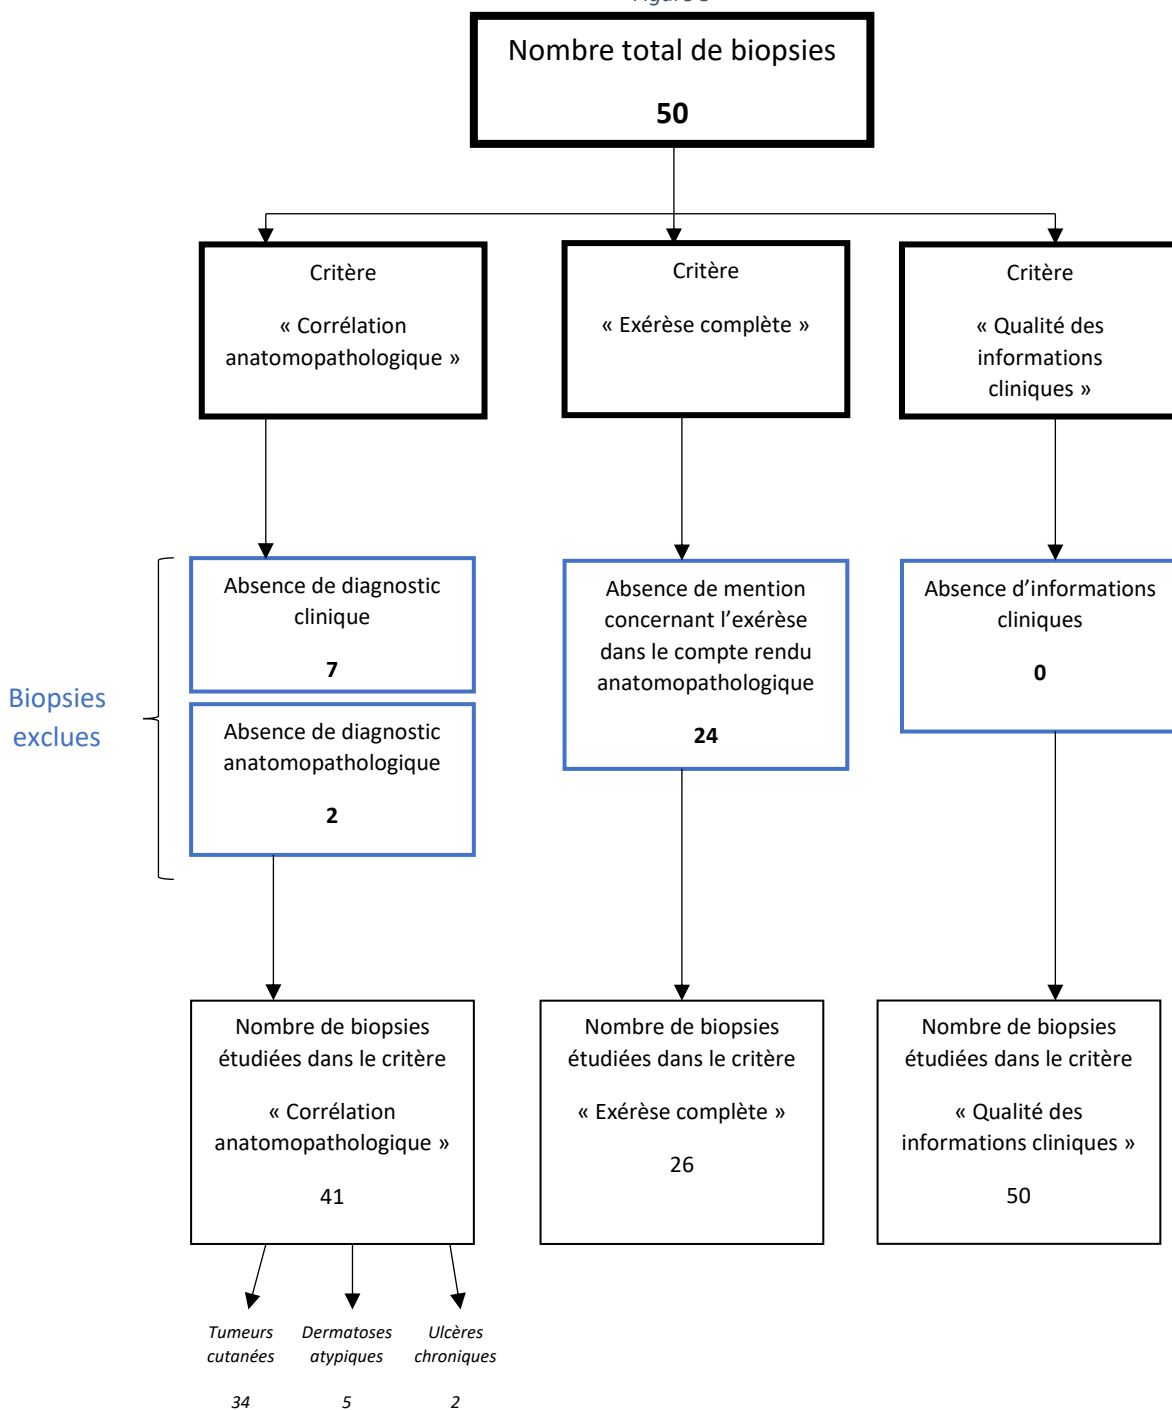 Figure 3
Nombre total de biopsies
50
Critère
« Corrélation
anatomopathologique »
Critère
« Exérèse complète »
Critère
« Qualité des
informations
cliniques »
Biopsies
exclues
Absence de diagnostic
clinique
7
Absence de diagnostic
anatomopathologique
2
Absence de mention
concernant l’exérèse
dans le compte rendu
anatomopathologique
24
Absence d’informations
cliniques
0
Nombre de biopsies
étudiées dans le critère
« Corrélation
anatomopathologique »
41
Nombre de biopsies
étudiées dans le critère
« Exérèse complète »
26
Nombre de biopsies
étudiées dans le critère
« Qualité des
informations cliniques »
50
Tumeurs
cutanées
34
Dermatoses
atypiques
5
Ulcères
chroniques
2